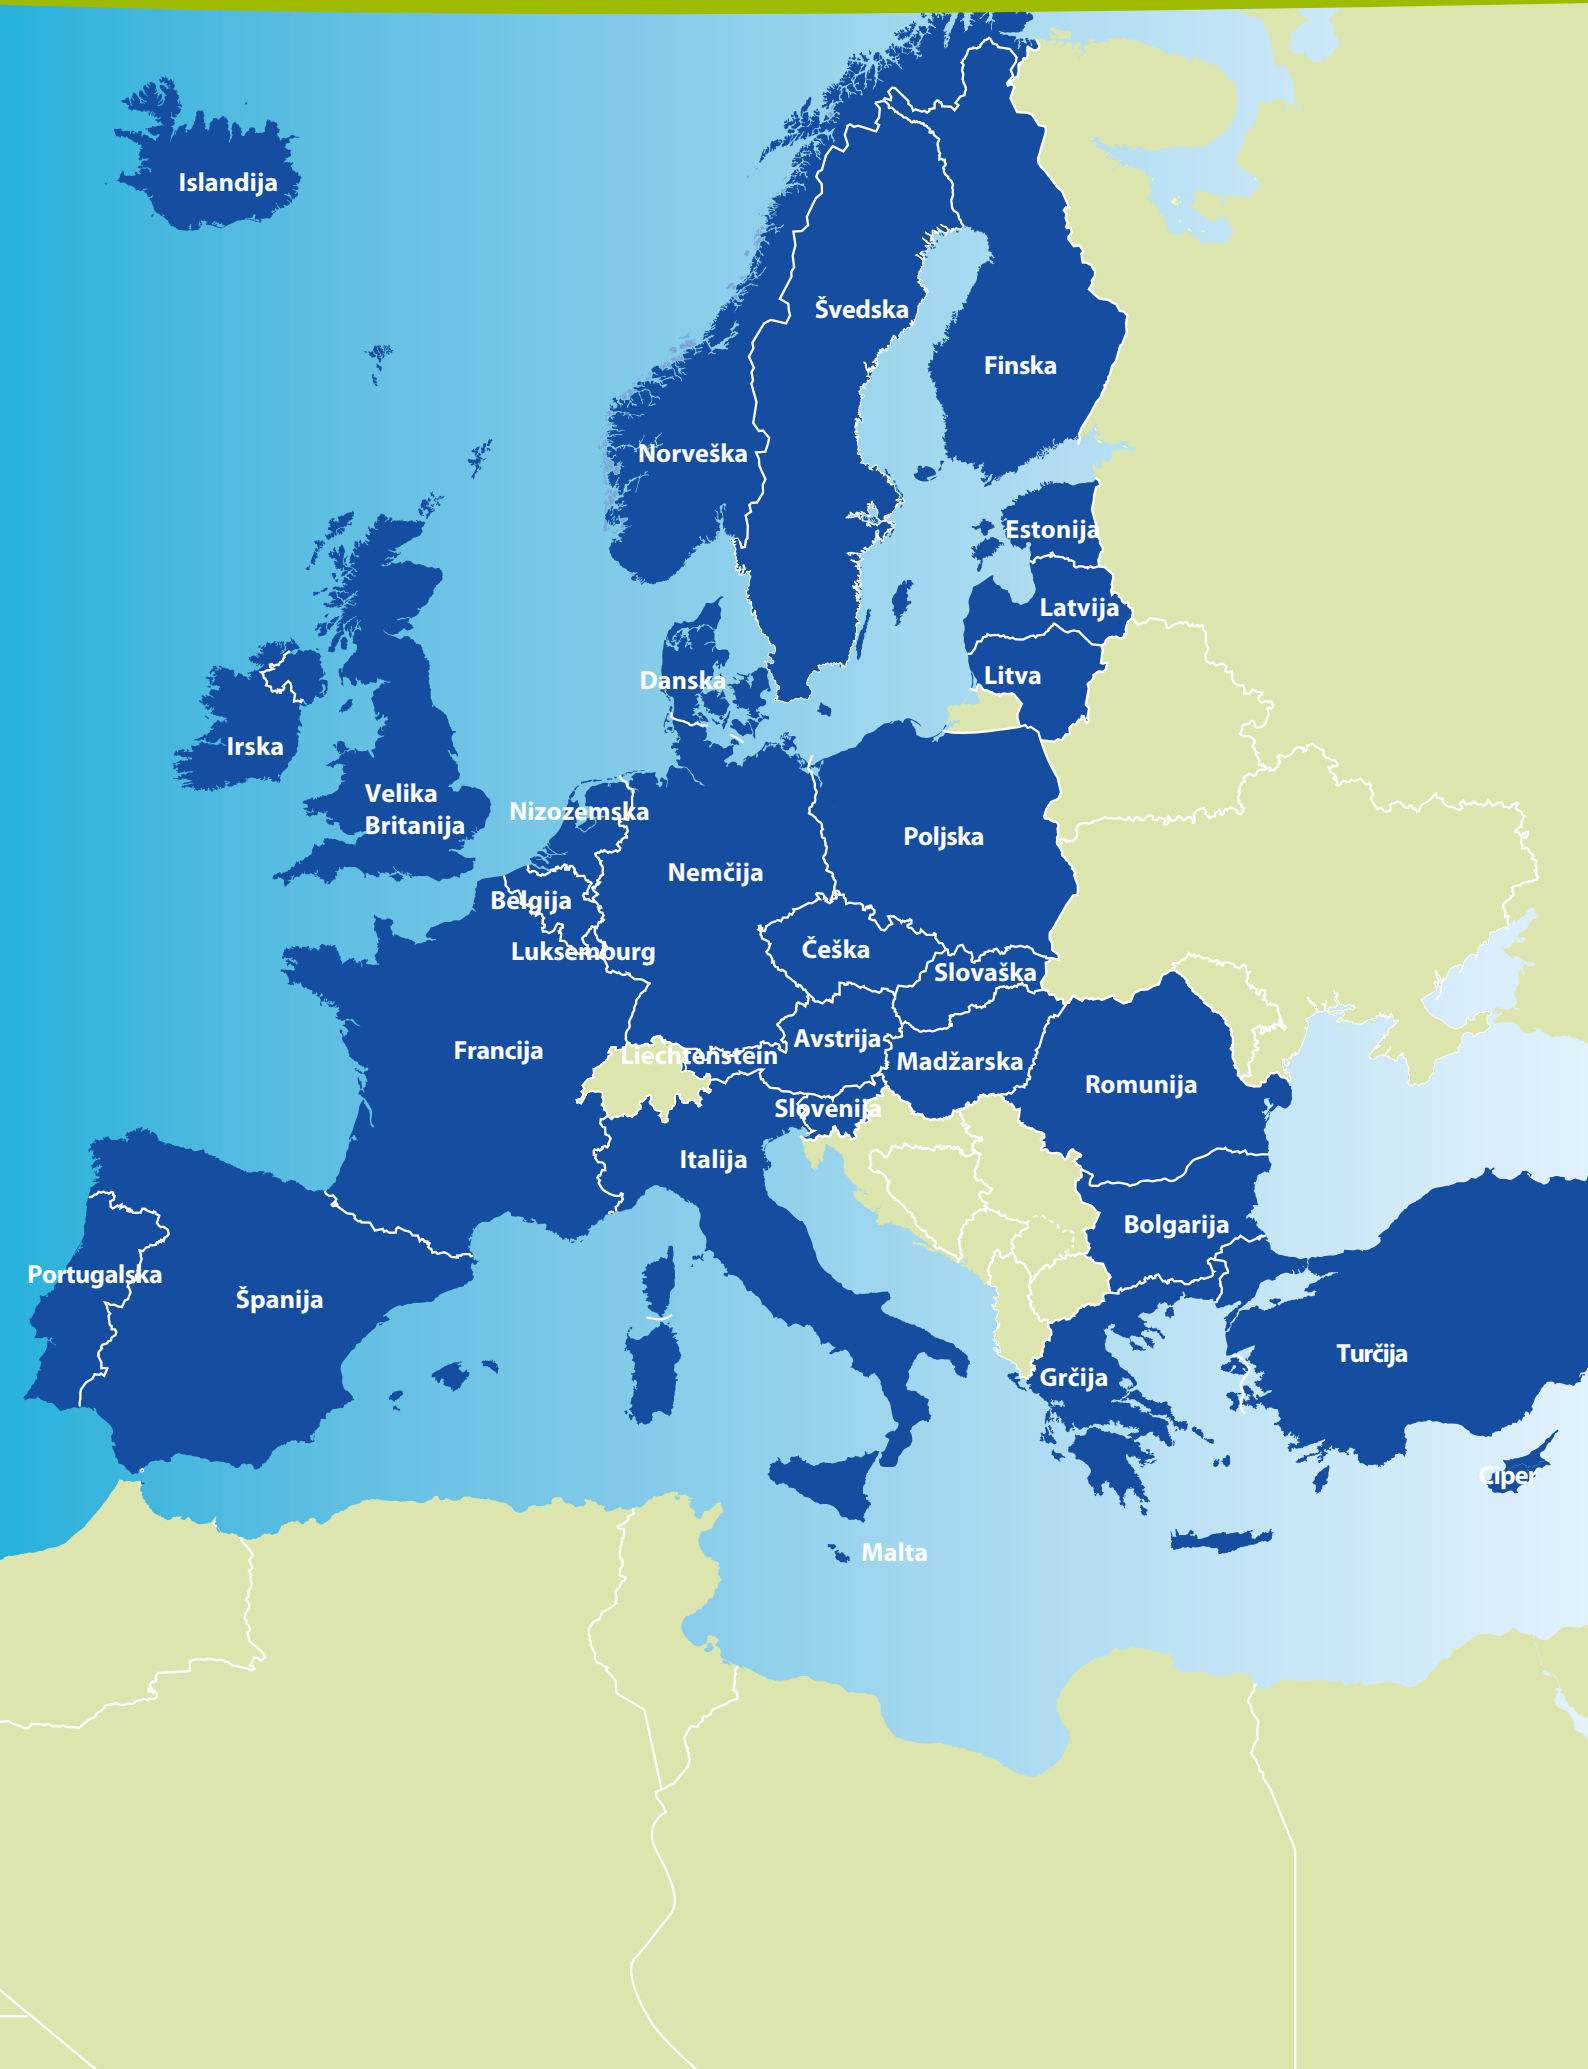 Islandija
Švedska
Finska
Norveška
Estonija
Latvija
Danska
Litva
Irska
Velika
Britanija
Nizozemska
Poljska
Nemčija
Belgija
Luksemburg
Češka
Slovaška
Avstrija
Francija
Liechtenstein
Madžarska
Romunija
Slovenija
Italija
Bolgarija
Portugalska
Španija
Turčija
Grčija
Ciper
Malta